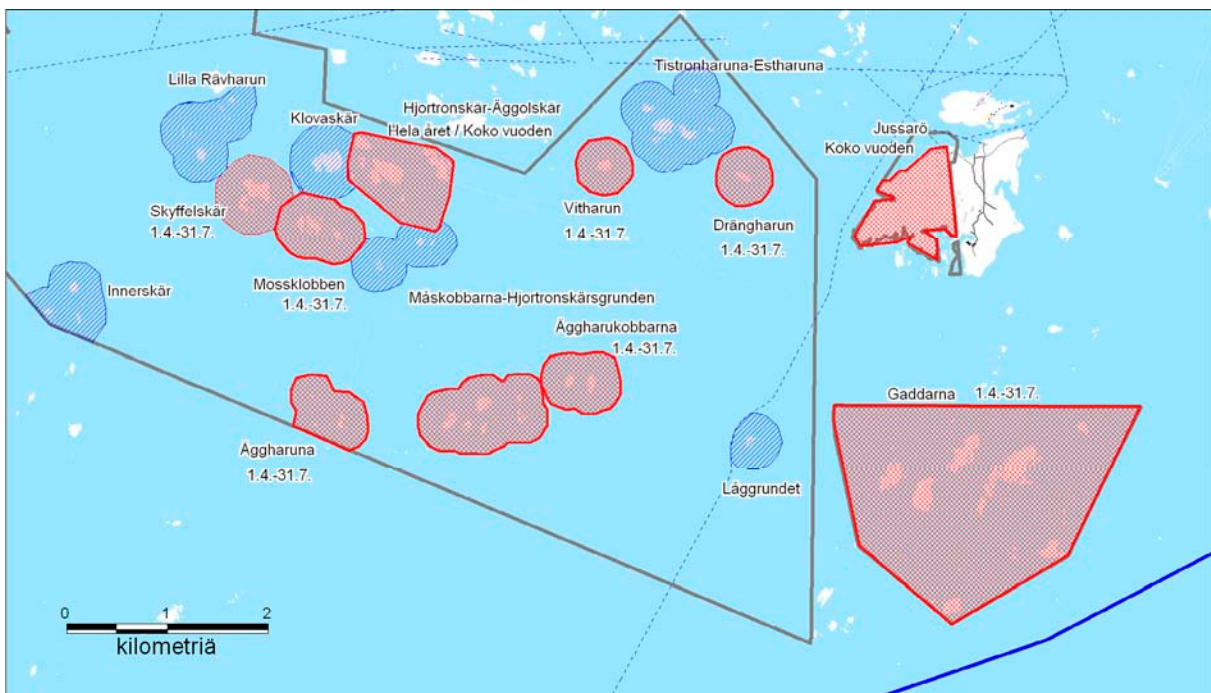 Tistronharuna-Estharuna
Lilla Rävharun
Hjortronskär-Äggolskär
Klovaskär
Hela året / Koko vuoden
Jussarö
Koko vuoden
Skyffelskär
1.4.-31.7.
Vitharun
1.4.-31.7.
Drängharun
1.4.-31.7.
Innerskär
Mossklobben
1.4.-31.7.
Måskobbarna-Hjortronskärsgrunden
Äggharukobbarna
1.4.-31.7.
Gaddarna 1.4.-31.7.
Äggharuna
1.4.-31.7.
Låggrundet
0 1 2
kilometriä